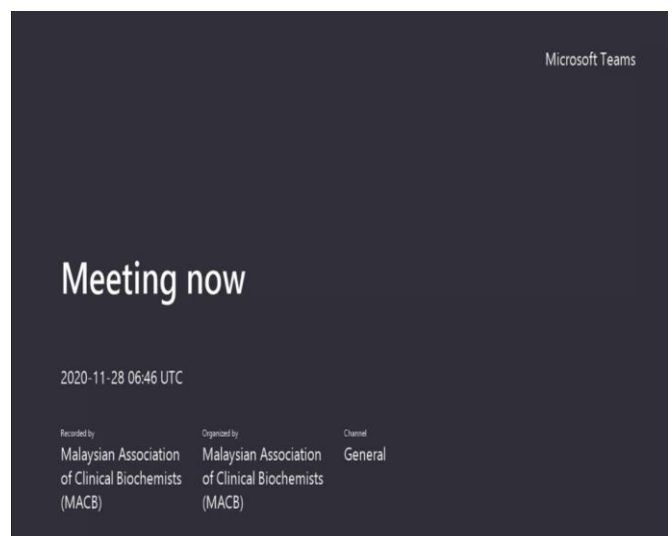 Microsoft Teams
Meeting now
2020-11-28 06:46 UTC
Recorded by
Malaysian Association
of Clinical Biochemists
(MACB)
Organized by
Malaysian Association
of Clinical Biochemists
(MACB)
Channel
General